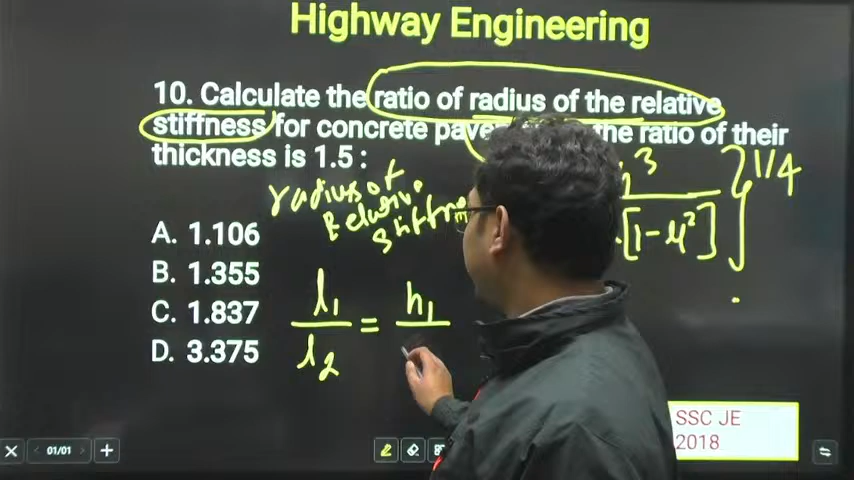 Highway Engineering
10. Calculate the ratio of radius of the relative
stiffness for concrete the ratio of their
thickness is 1.5 :
radius of
Relative
A. 1.106
B. 1.355
C. 1.837
D. 3.375
l1/l2 = h1
3
[1-μ²]
1/4
SSC JE
2018
01/01